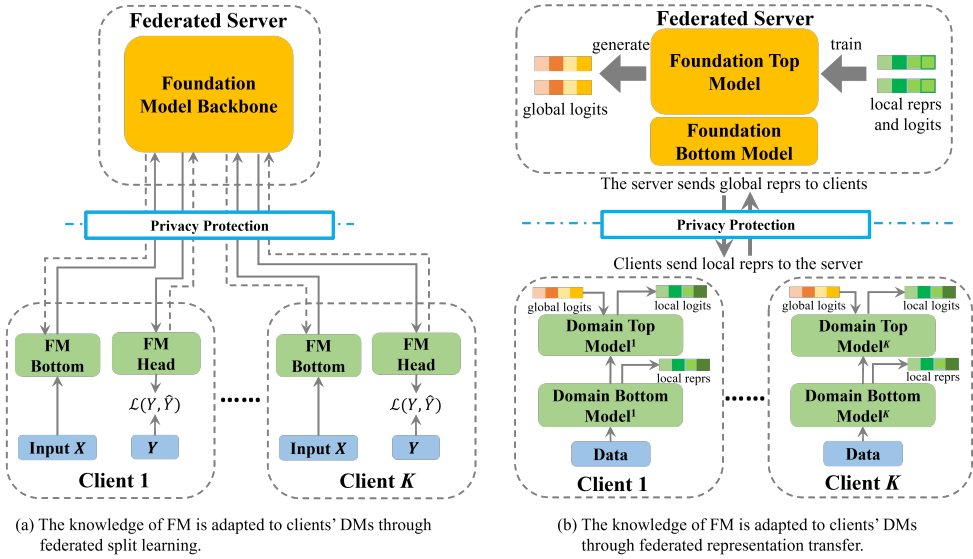 Federated Server
Foundation
Model Backbone
Privacy Protection
FM
Bottom
FM
Head
ℒ(Y, Ŷ)
Input X
Y
Client 1
......
FM
Bottom
FM
Head
ℒ(Y, Ŷ)
Input X
Y
Client K
(a) The knowledge of FM is adapted to clients' DMs through
federated split learning.
Federated Server
generate
train
Foundation Top
Model
global logits
local reprs
and logits
Foundation
Bottom Model
The server sends global reprs to clients
Privacy Protection
Clients send local reprs to the server
global logits
local logits
Domain Top
Model¹
local reprs
Domain Bottom
Model¹
Data
Client 1
......
global logits
local logits
Domain Top
Modelᴷ
local reprs
Domain Bottom
Modelᴷ
Data
Client K
(b) The knowledge of FM is adapted to clients' DMs
through federated representation transfer.